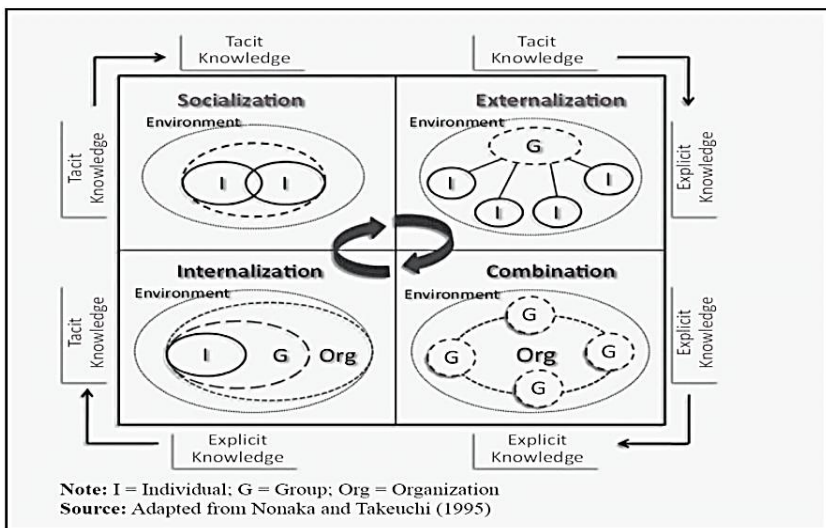 Tacit
Knowledge
Tacit
Knowledge
Tacit
Knowledge
Socialization
Environment
I I
Externalization
Environment
G
I I I I
Explicit
Knowledge
Tacit
Knowledge
Internalization
Environment
I G Org
Combination
Environment
G
G Org G
G
Explicit
Knowledge
Explicit
Knowledge
Explicit
Knowledge
Note: I = Individual; G = Group; Org = Organization
Source: Adapted from Nonaka and Takeuchi (1995)